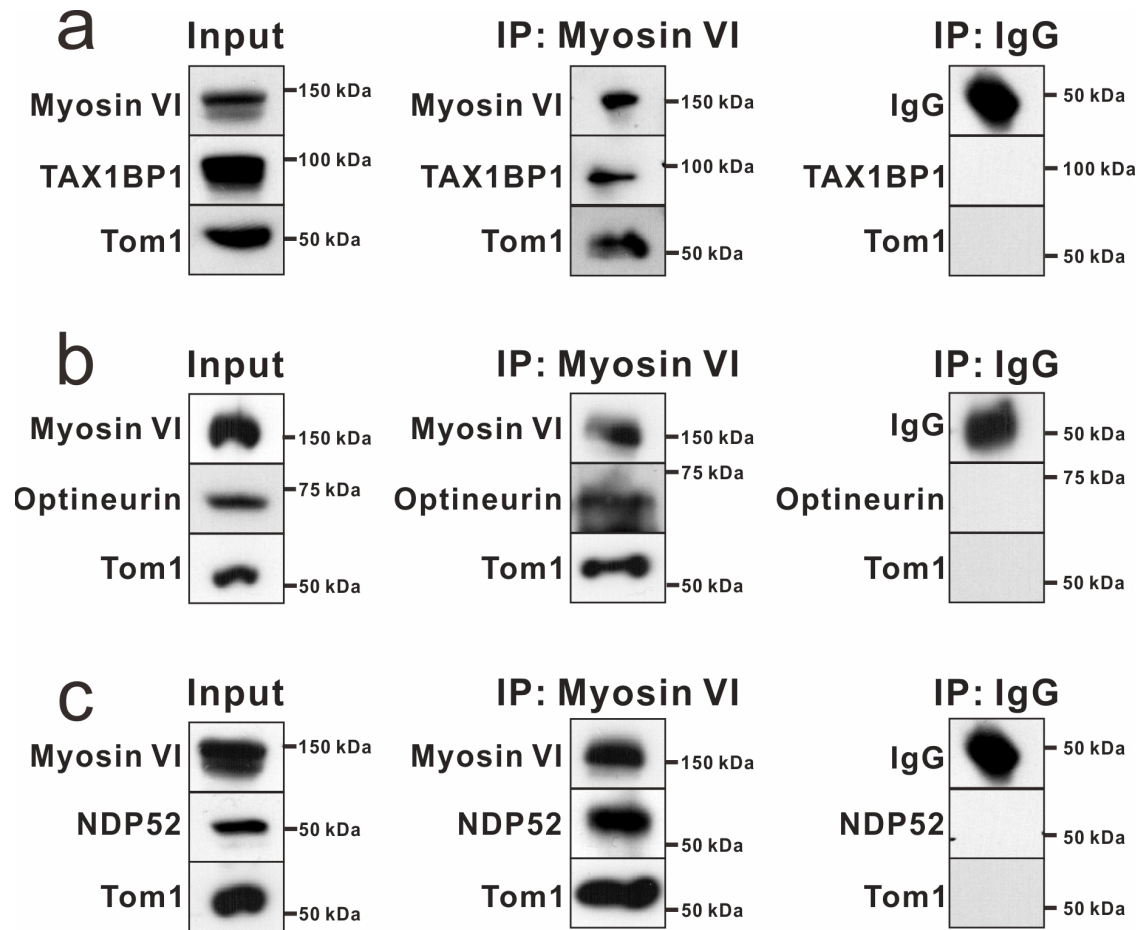 a
Input IP: Myosin VI IP: IgG
Myosin VI 150 kDa Myosin VI 150 kDa IgG 50 kDa
TAX1BP1 100 kDa TAX1BP1 100 kDa TAX1BP1 100 kDa
Tom1 50 kDa Tom1 50 kDa Tom1 50 kDa
b
Input IP: Myosin VI IP: IgG
Myosin VI 150 kDa Myosin VI 150 kDa IgG 50 kDa
Optineurin 75 kDa Optineurin 75 kDa Optineurin 75 kDa
Tom1 50 kDa Tom1 50 kDa Tom1 50 kDa
c
Input IP: Myosin VI IP: IgG
Myosin VI 150 kDa Myosin VI 150 kDa IgG 50 kDa
NDP52 50 kDa NDP52 50 kDa NDP52 50 kDa
Tom1 50 kDa Tom1 50 kDa Tom1 50 kDa